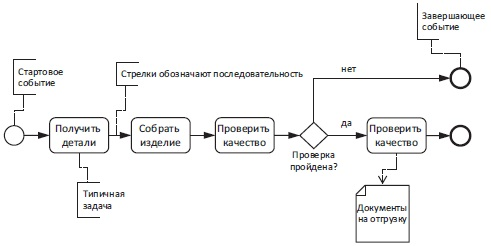 Завершающее
событие
Стартовое
событие
Стрелки обозначают последовательность
нет
Получить
детали
Собрать
изделие
Проверить
качество
да
Проверить
качество
Проверка
пройдена?
Типичная
задача
Документы
на отгрузку